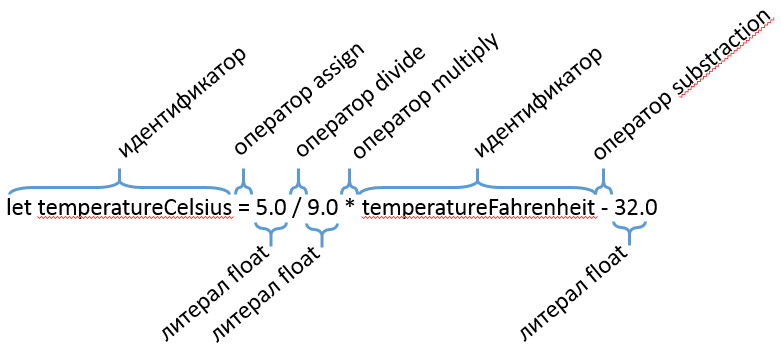 идентификатор
оператор assign
оператор divide
оператор multiply
идентификатор
оператор substraction
let temperatureCelsius = 5.0 / 9.0 * temperatureFahrenheit - 32.0
литерал float
литерал float
литерал float